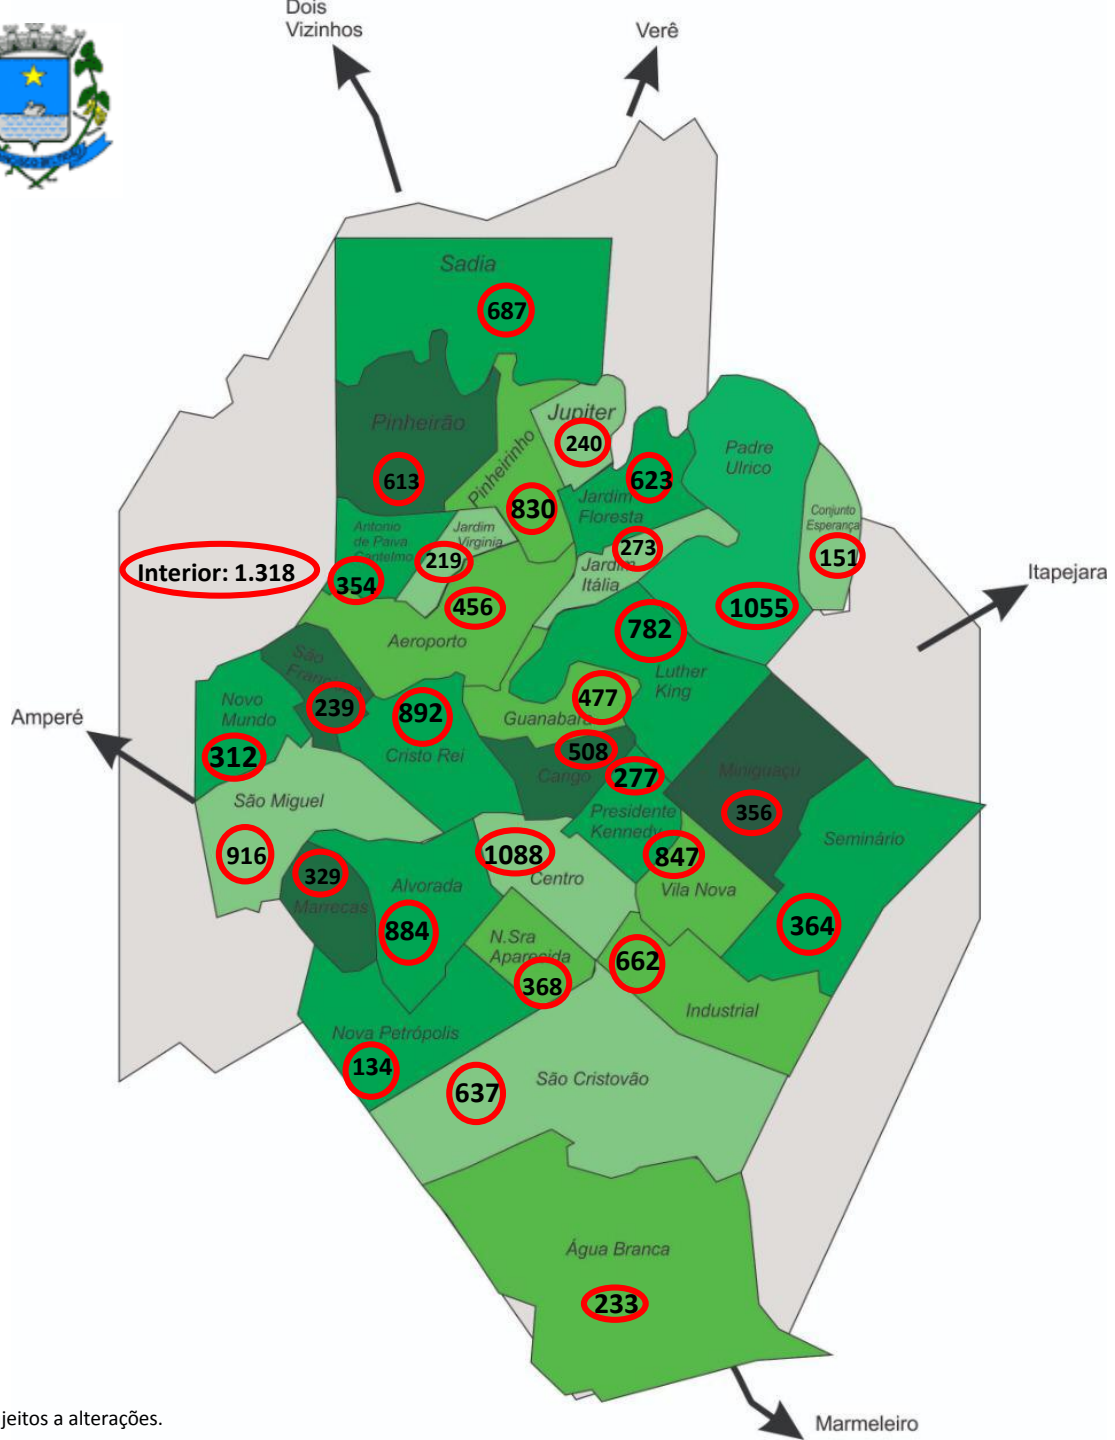 Dois
Vizinhos
Verê
Sadia
687
Pinheirão
613
Pinheirinho
830
Jupiter
240
Jardim
Floresta
623
Padre
Ulrico
1055
Conjunto
Esperança
151
Antonio
de Paiva
Cantelmo
354
Jardim
Virginia
219
Jardim
Itália
273
Interior: 1.318
Itapejara
456
Aeroporto
782
Luther
King
São
239
Novo
Mundo
312
892
Cristo Rei
477
Guanabara
508
Cango
277
Presidente
Kennedy
Amperé
Miniguaçu
356
São Miguel
916
Seminário
364
329
Marrecas
Alvorada
884
1088
Centro
847
Vila Nova
N.Sra
Aparecida
368
662
Industrial
Nova Petrópolis
134
São Cristovão
637
Água Branca
233
jeitos a alterações.
Marmeleiro